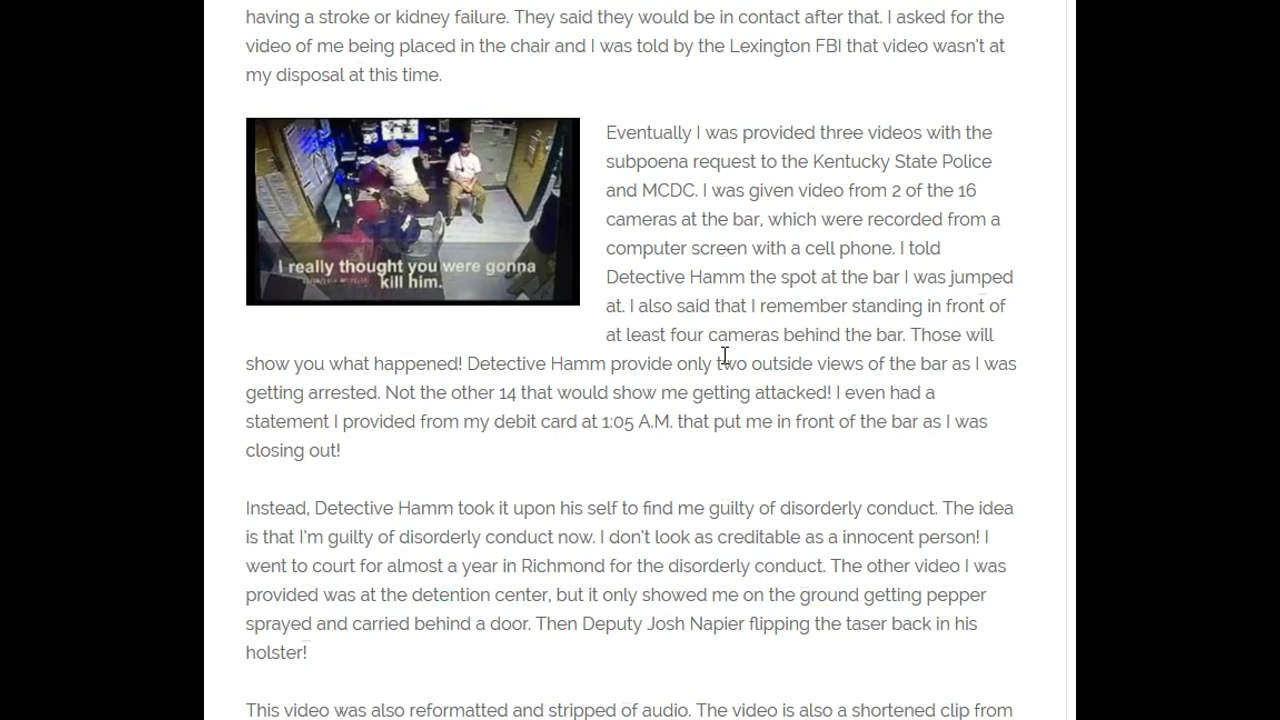 having a stroke or kidney failure. They said they would be in contact after that. I asked for the
video of me being placed in the chair and I was told by the Lexington FBI that video wasn't at
my disposal at this time.
I really thought you were gonna
kill him.
Eventually I was provided three videos with the
subpoena request to the Kentucky State Police
and MCDC. I was given video from 2 of the 16
cameras at the bar, which were recorded from a
computer screen with a cell phone. I told
Detective Hamm the spot at the bar I was jumped
at. I also said that I remember standing in front of
at least four cameras behind the bar. Those will
show you what happened! Detective Hamm provide only two outside views of the bar as I was
getting arrested. Not the other 14 that would show me getting attacked! I even had a
statement I provided from my debit card at 1:05 A.M. that put me in front of the bar as I was
closing out!
Instead, Detective Hamm took it upon his self to find me guilty of disorderly conduct. The idea
is that I'm guilty of disorderly conduct now. I don't look as creditable as a innocent person! I
went to court for almost a year in Richmond for the disorderly conduct. The other video I was
provided was at the detention center, but it only showed me on the ground getting pepper
sprayed and carried behind a door. Then Deputy Josh Napier flipping the taser back in his
holster!
This video was also reformatted and stripped of audio. The video is also a shortened clip from